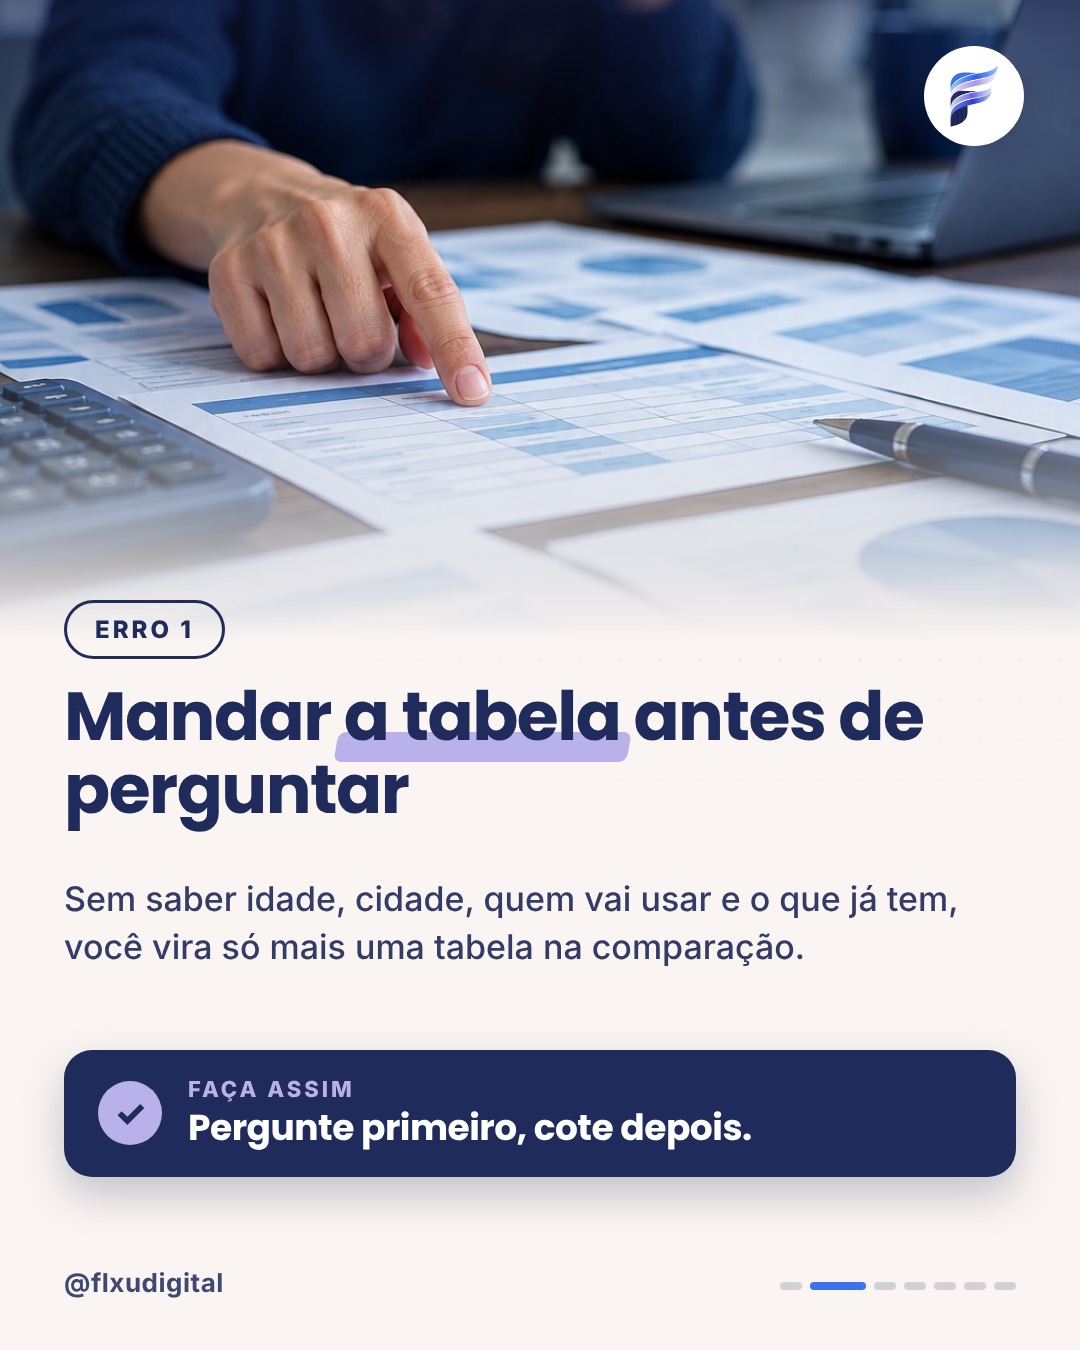 ERRO 1
Mandar a tabela antes de
perguntar
Sem saber idade, cidade, quem vai usar e o que já tem,
você vira só mais uma tabela na comparação.
FAÇA ASSIM
Pergunte primeiro, cote depois.
@flxudigital